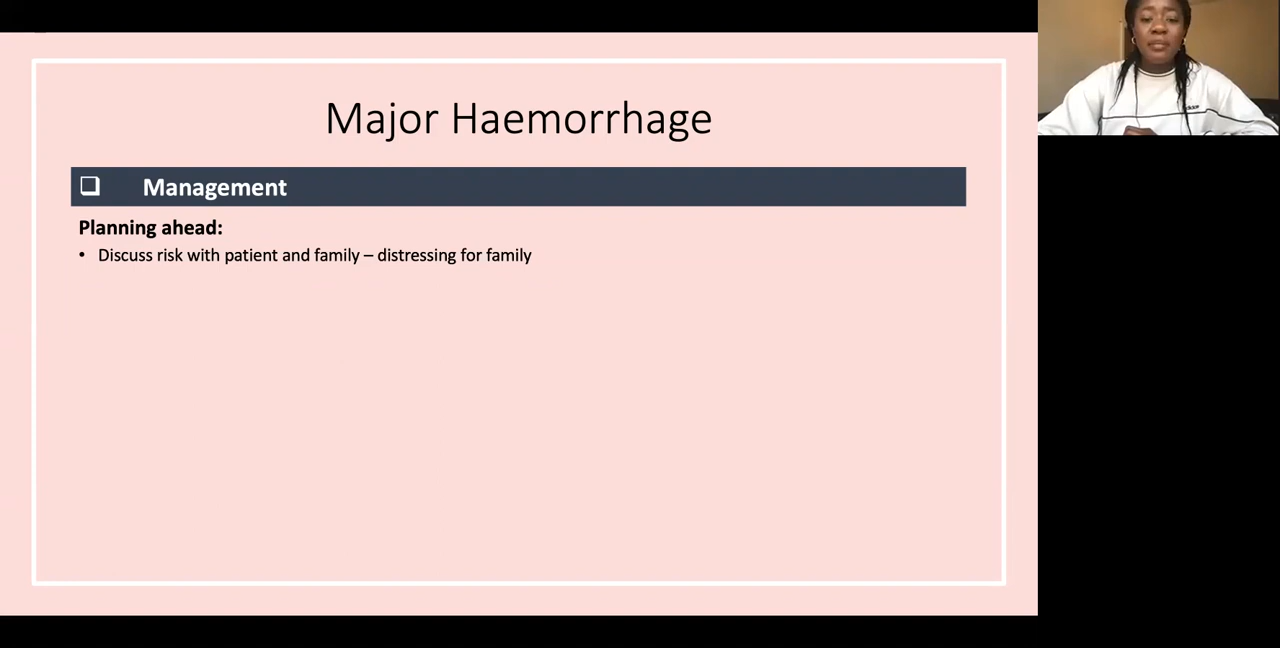 Major Haemorrhage
❑ Management
Planning ahead:
• Discuss risk with patient and family – distressing for family